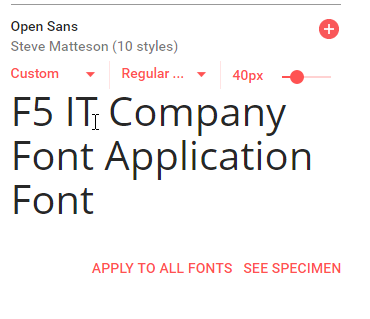 Open Sans
Steve Matteson (10 styles)
Custom Regular ... 40px
F5 IT Company
Font Application
Font
APPLY TO ALL FONTS SEE SPECIMEN